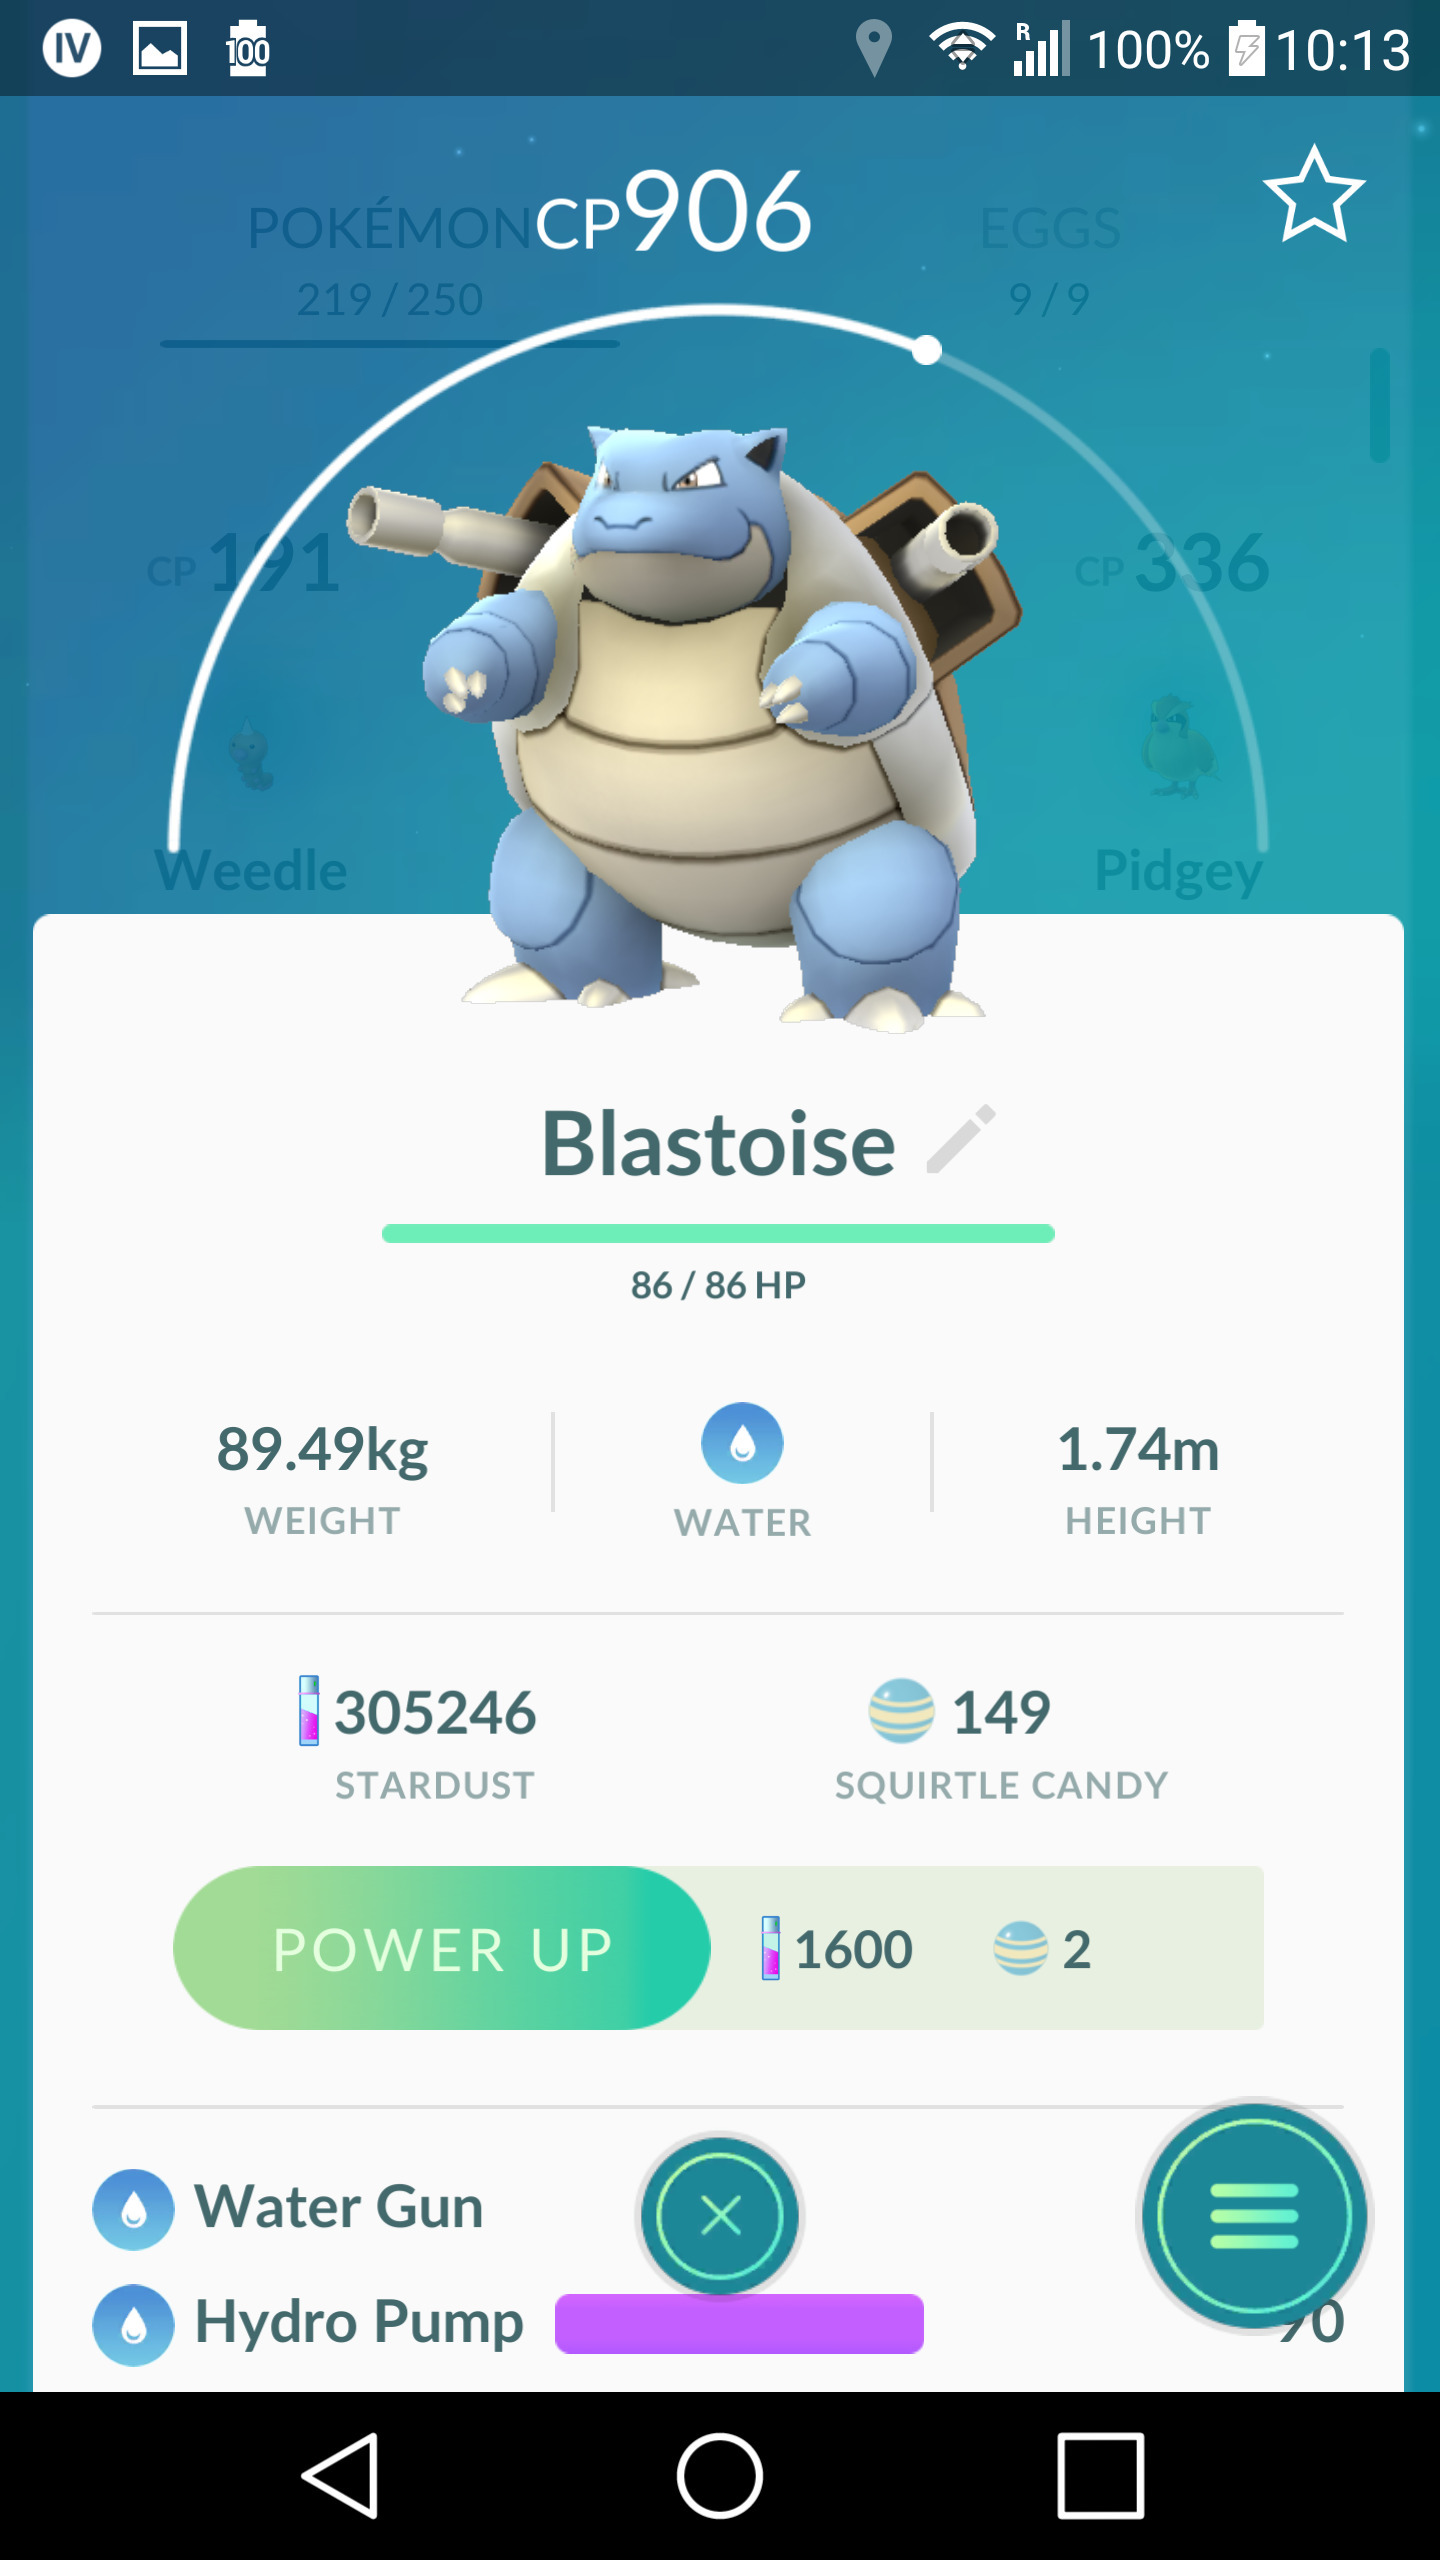 IV 100 R 100% 10:13
POKÉMON CP906 EGGS
219 / 250 9 / 9
CP 191 CP 336
Weedle Pidgey
Blastoise
86 / 86 HP
89.49kg 1.74m
WEIGHT WATER HEIGHT
305246 149
STARDUST SQUIRTLE CANDY
POWER UP 1600 2
Water Gun
Hydro Pump 90